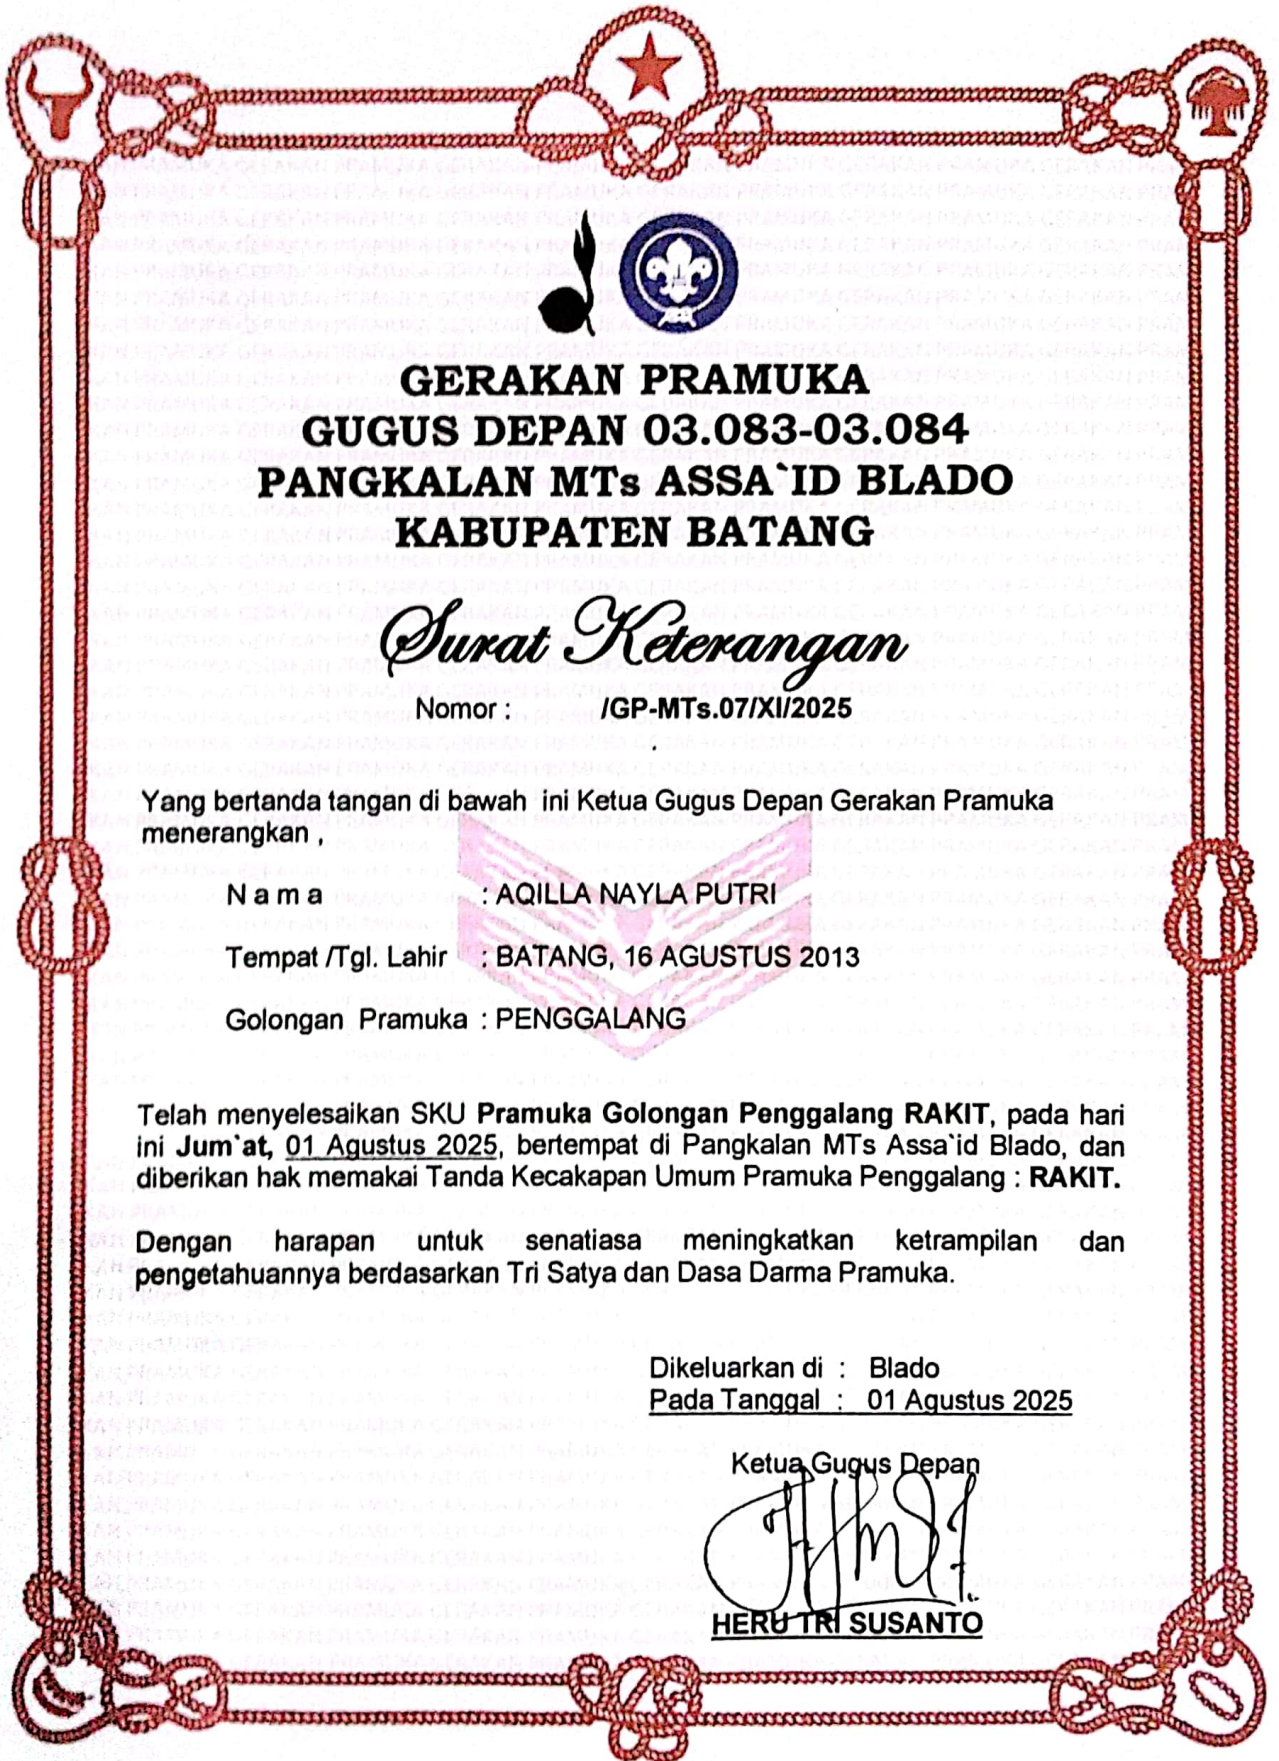 GERAKAN PRAMUKA
GUGUS DEPAN 03.083-03.084
PANGKALAN MTs ASSA`ID BLADO
KABUPATEN BATANG
Surat Keterangan
Nomor : /GP-MTs.07/XI/2025
Yang bertanda tangan di bawah ini Ketua Gugus Depan Gerakan Pramuka
menerangkan ,
N a m a : AQILLA NAYLA PUTRI
Tempat /Tgl. Lahir : BATANG, 16 AGUSTUS 2013
Golongan Pramuka : PENGGALANG
Telah menyelesaikan SKU Pramuka Golongan Penggalang RAKIT, pada hari
ini Jum`at, 01 Agustus 2025, bertempat di Pangkalan MTs Assa`id Blado, dan
diberikan hak memakai Tanda Kecakapan Umum Pramuka Penggalang : RAKIT.
Dengan harapan untuk senatiasa meningkatkan ketrampilan dan
pengetahuannya berdasarkan Tri Satya dan Dasa Darma Pramuka.
Dikeluarkan di : Blado
Pada Tanggal : 01 Agustus 2025
Ketua Gugus Depan
HERU TRI SUSANTO